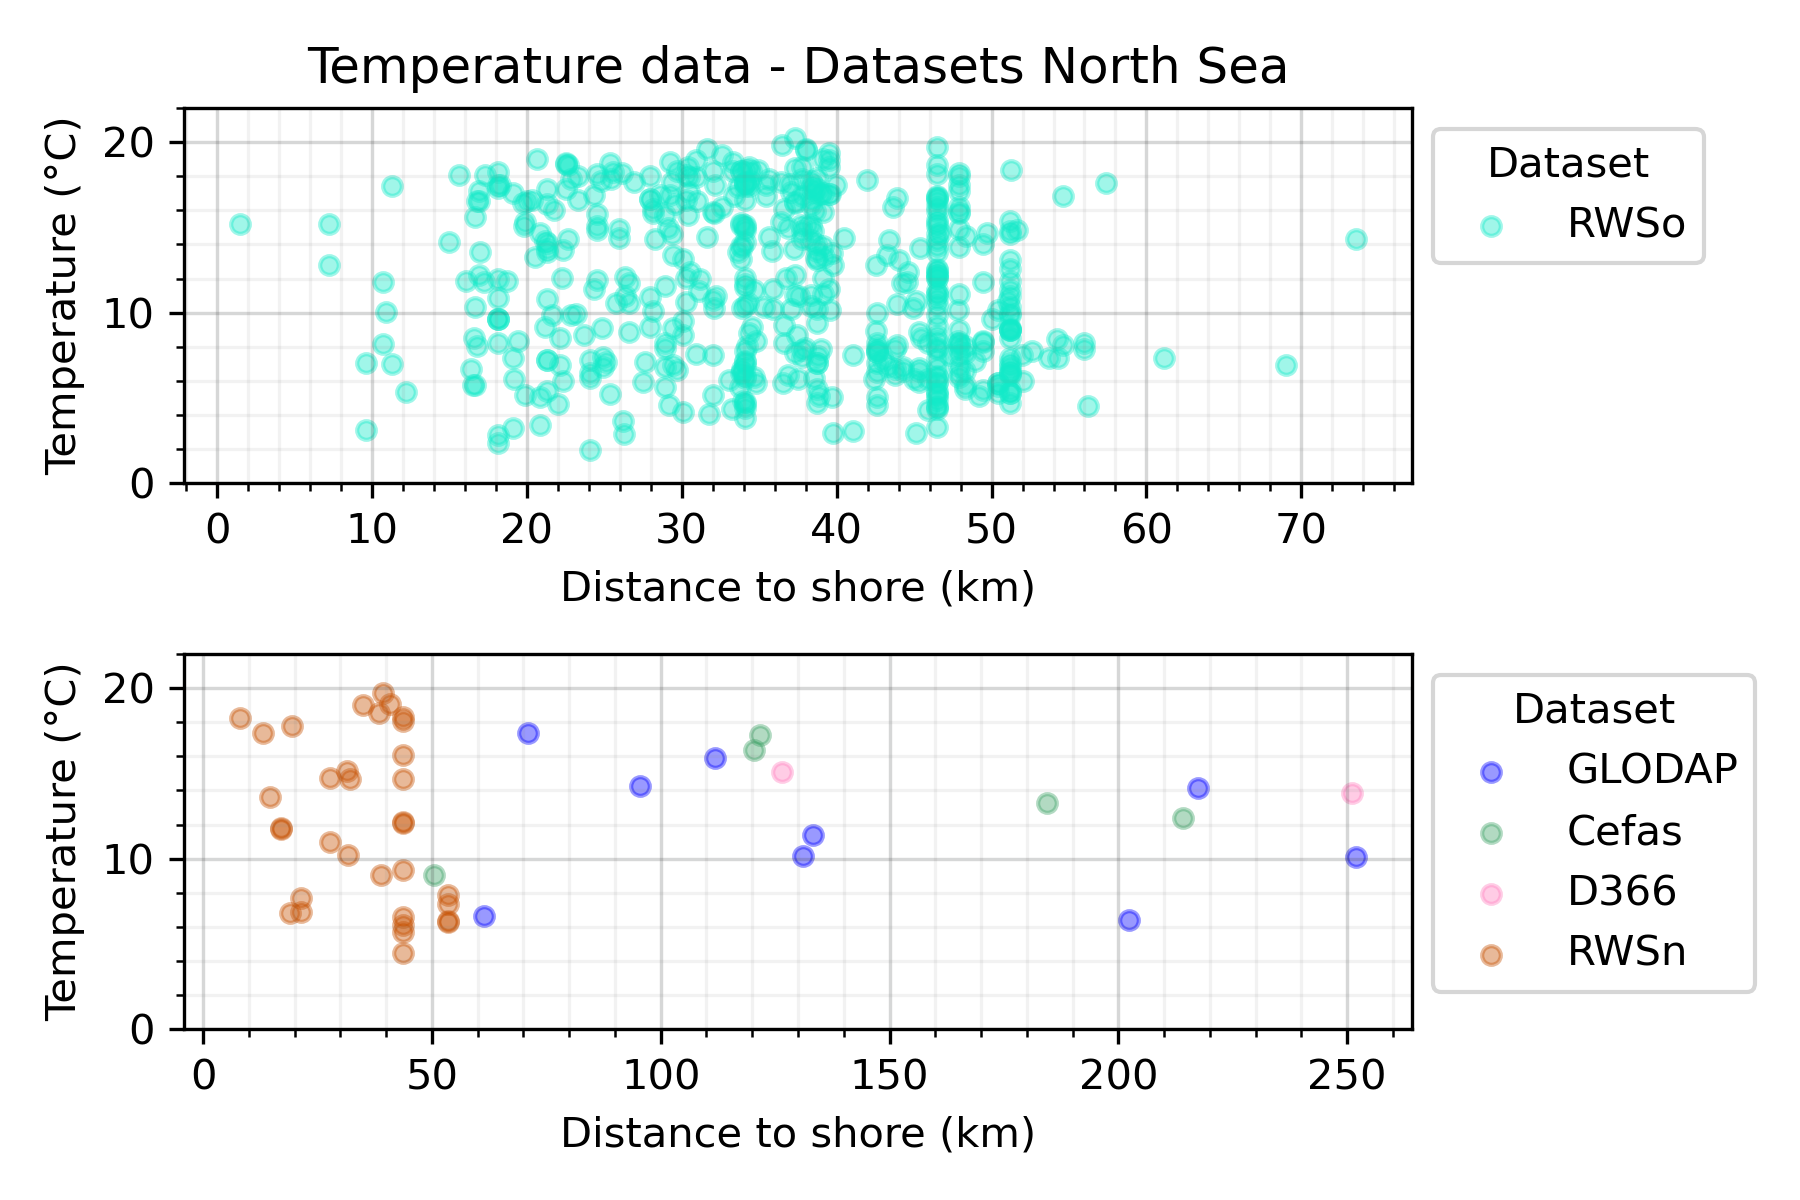 Temperature data - Datasets North Sea
Temperature (°C)
20
10
0
0 10 20 30 40 50 60 70
Distance to shore (km)
Dataset
RWSo
Temperature (°C)
20
10
0
0 50 100 150 200 250
Distance to shore (km)
Dataset
GLODAP
Cefas
D366
RWSn